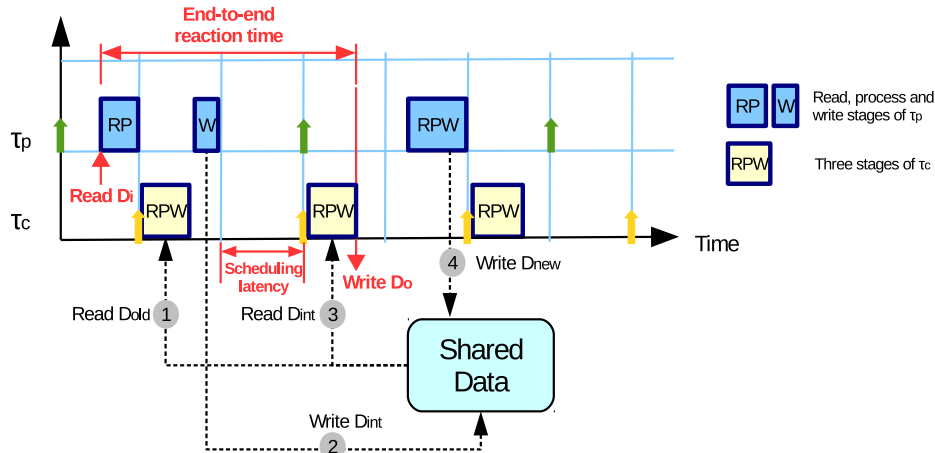 End-to-end
reaction time
τp
RP
W
RPW
RP
W
Read, process and
write stages of τp
Read Di
RPW
Three stages of τc
τc
RPW
RPW
RPW
Time
Scheduling
latency
Write Do
4
Write Dnew
Read Dold
1
Read Dint
3
Shared
Data
Write Dint
2